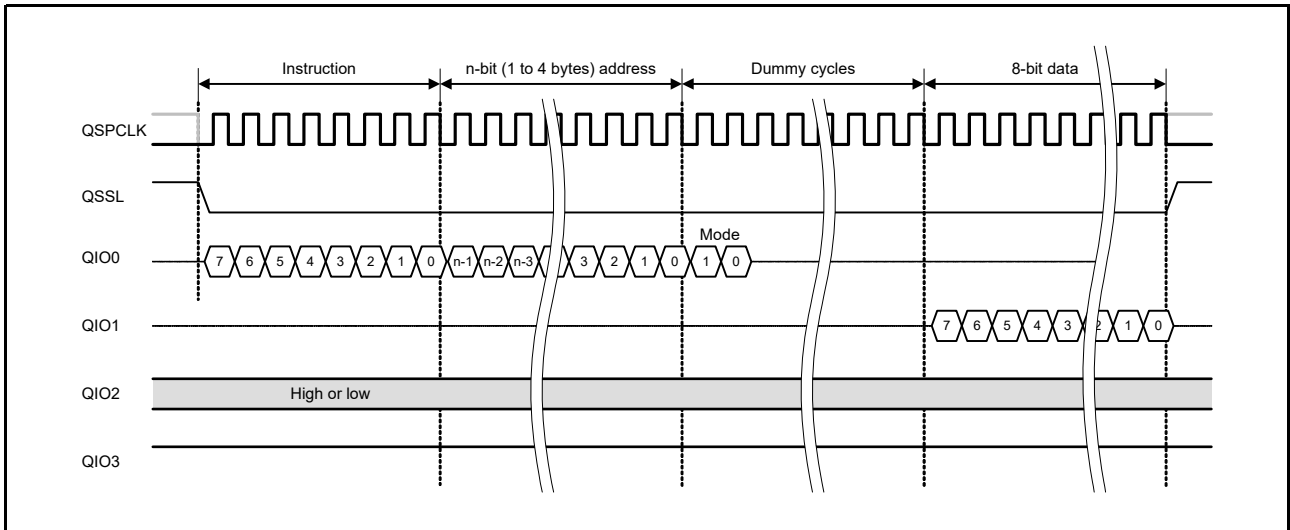 Instruction n-bit (1 to 4 bytes) address Dummy cycles 8-bit data
QSPCLK
QSSL
Mode
QIO0 7 6 5 4 3 2 1 0 n-1 n-2 n-3 3 2 1 0 1 0
QIO1 7 6 5 4 3 2 1 0
QIO2 High or low
QIO3